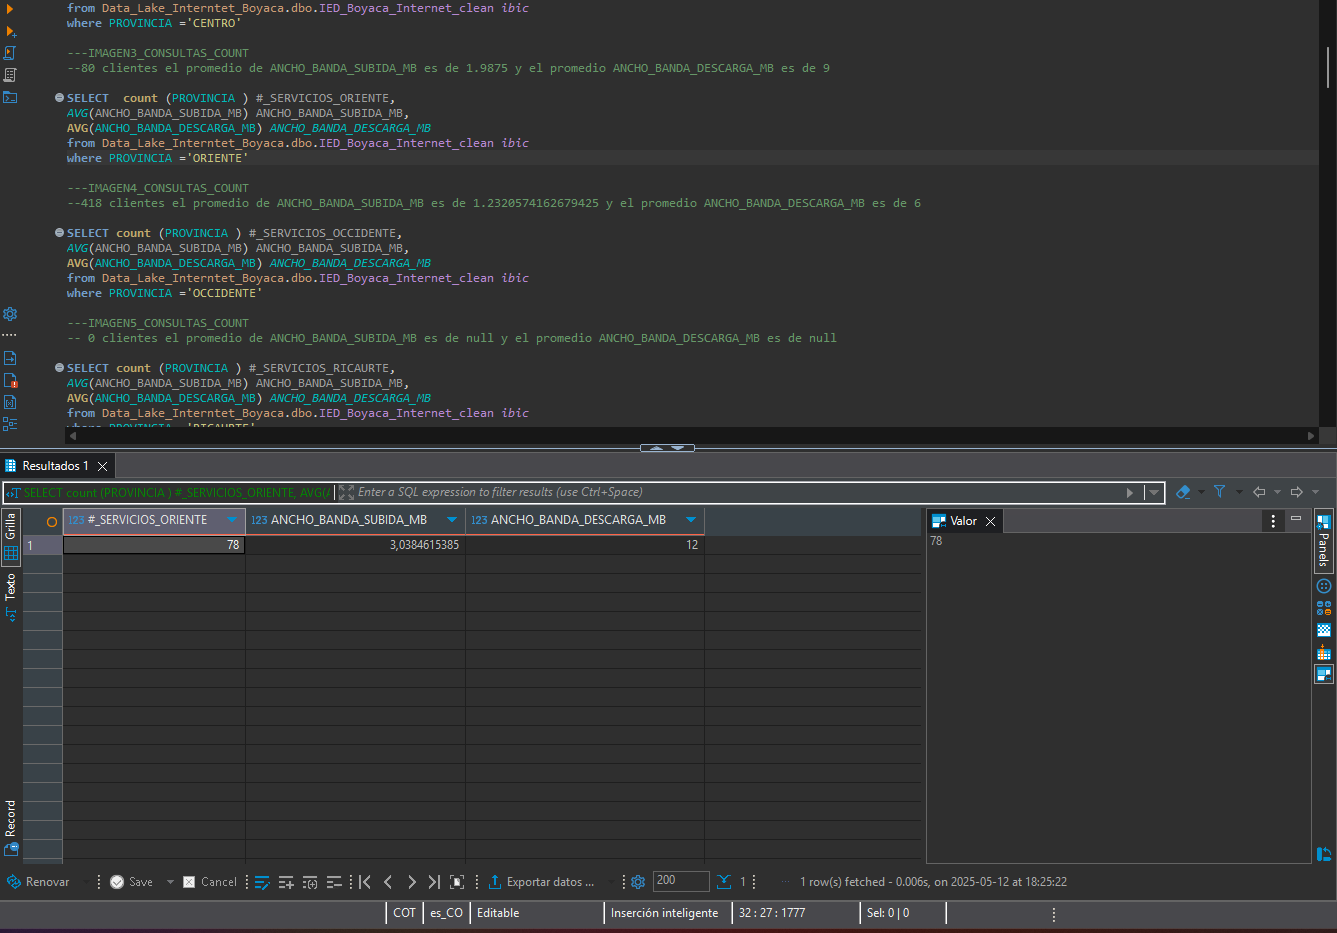 from Data_Lake_Interntet_Boyaca.dbo.IED_Boyaca_Internet_clean ibic
where PROVINCIA ='CENTRO'
---IMAGEN3_CONSULTAS_COUNT
--80 clientes el promedio de ANCHO_BANDA_SUBIDA_MB es de 1.9875 y el promedio ANCHO_BANDA_DESCARGA_MB es de 9
SELECT  count (PROVINCIA ) #_SERVICIOS_ORIENTE,
AVG(ANCHO_BANDA_SUBIDA_MB) ANCHO_BANDA_SUBIDA_MB,
AVG(ANCHO_BANDA_DESCARGA_MB) ANCHO_BANDA_DESCARGA_MB
from Data_Lake_Interntet_Boyaca.dbo.IED_Boyaca_Internet_clean ibic
where PROVINCIA ='ORIENTE'
---IMAGEN4_CONSULTAS_COUNT
--418 clientes el promedio de ANCHO_BANDA_SUBIDA_MB es de 1.2320574162679425 y el promedio ANCHO_BANDA_DESCARGA_MB es de 6
SELECT count (PROVINCIA ) #_SERVICIOS_OCCIDENTE,
AVG(ANCHO_BANDA_SUBIDA_MB) ANCHO_BANDA_SUBIDA_MB,
AVG(ANCHO_BANDA_DESCARGA_MB) ANCHO_BANDA_DESCARGA_MB
from Data_Lake_Interntet_Boyaca.dbo.IED_Boyaca_Internet_clean ibic
where PROVINCIA ='OCCIDENTE'
---IMAGEN5_CONSULTAS_COUNT
-- 0 clientes el promedio de ANCHO_BANDA_SUBIDA_MB es de null y el promedio ANCHO_BANDA_DESCARGA_MB es de null
SELECT count (PROVINCIA ) #_SERVICIOS_RICAURTE,
AVG(ANCHO_BANDA_SUBIDA_MB) ANCHO_BANDA_SUBIDA_MB,
AVG(ANCHO_BANDA_DESCARGA_MB) ANCHO_BANDA_DESCARGA_MB
from Data_Lake_Interntet_Boyaca.dbo.IED_Boyaca_Internet_clean ibic
where PROVINCIA ='RICAURTE'
Resultados 1
SELECT count (PROVINCIA ) #_SERVICIOS_ORIENTE, AVG(A
Enter a SQL expression to filter results (use Ctrl+Space)
Grilla
Texto
Record
123 #_SERVICIOS_ORIENTE
123 ANCHO_BANDA_SUBIDA_MB
123 ANCHO_BANDA_DESCARGA_MB
1 78 3,0384615385 12
Valor
78
Panels
Renovar Save Cancel Exportar datos ... 200 1 1 row(s) fetched - 0.006s, on 2025-05-12 at 18:25:22
COT es_CO Editable Inserción inteligente 32 : 27 : 1777 Sel: 0 | 0